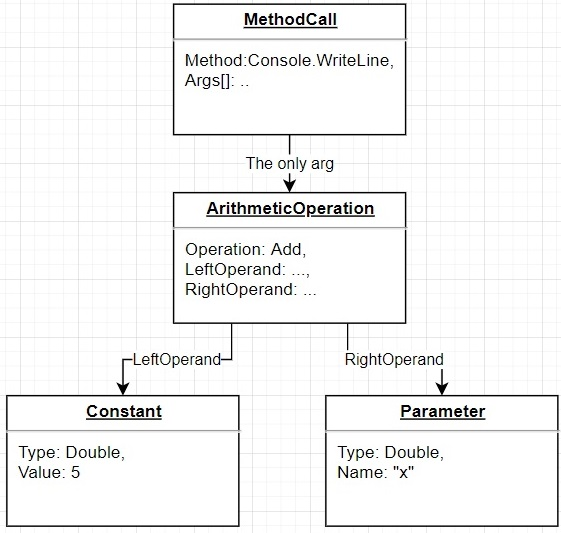 MethodCall
Method:Console.WriteLine,
Args[]: ..
The only arg
ArithmeticOperation
Operation: Add,
LeftOperand: ...,
RightOperand: ...
LeftOperand
RightOperand
Constant
Type: Double,
Value: 5
Parameter
Type: Double,
Name: "x"